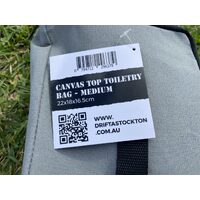 CANVAS TOP TOILETRY
BAG - MEDIUM
22x18x16.5cm
WWW.
DRIFTASTOCKTON
.COM.AU